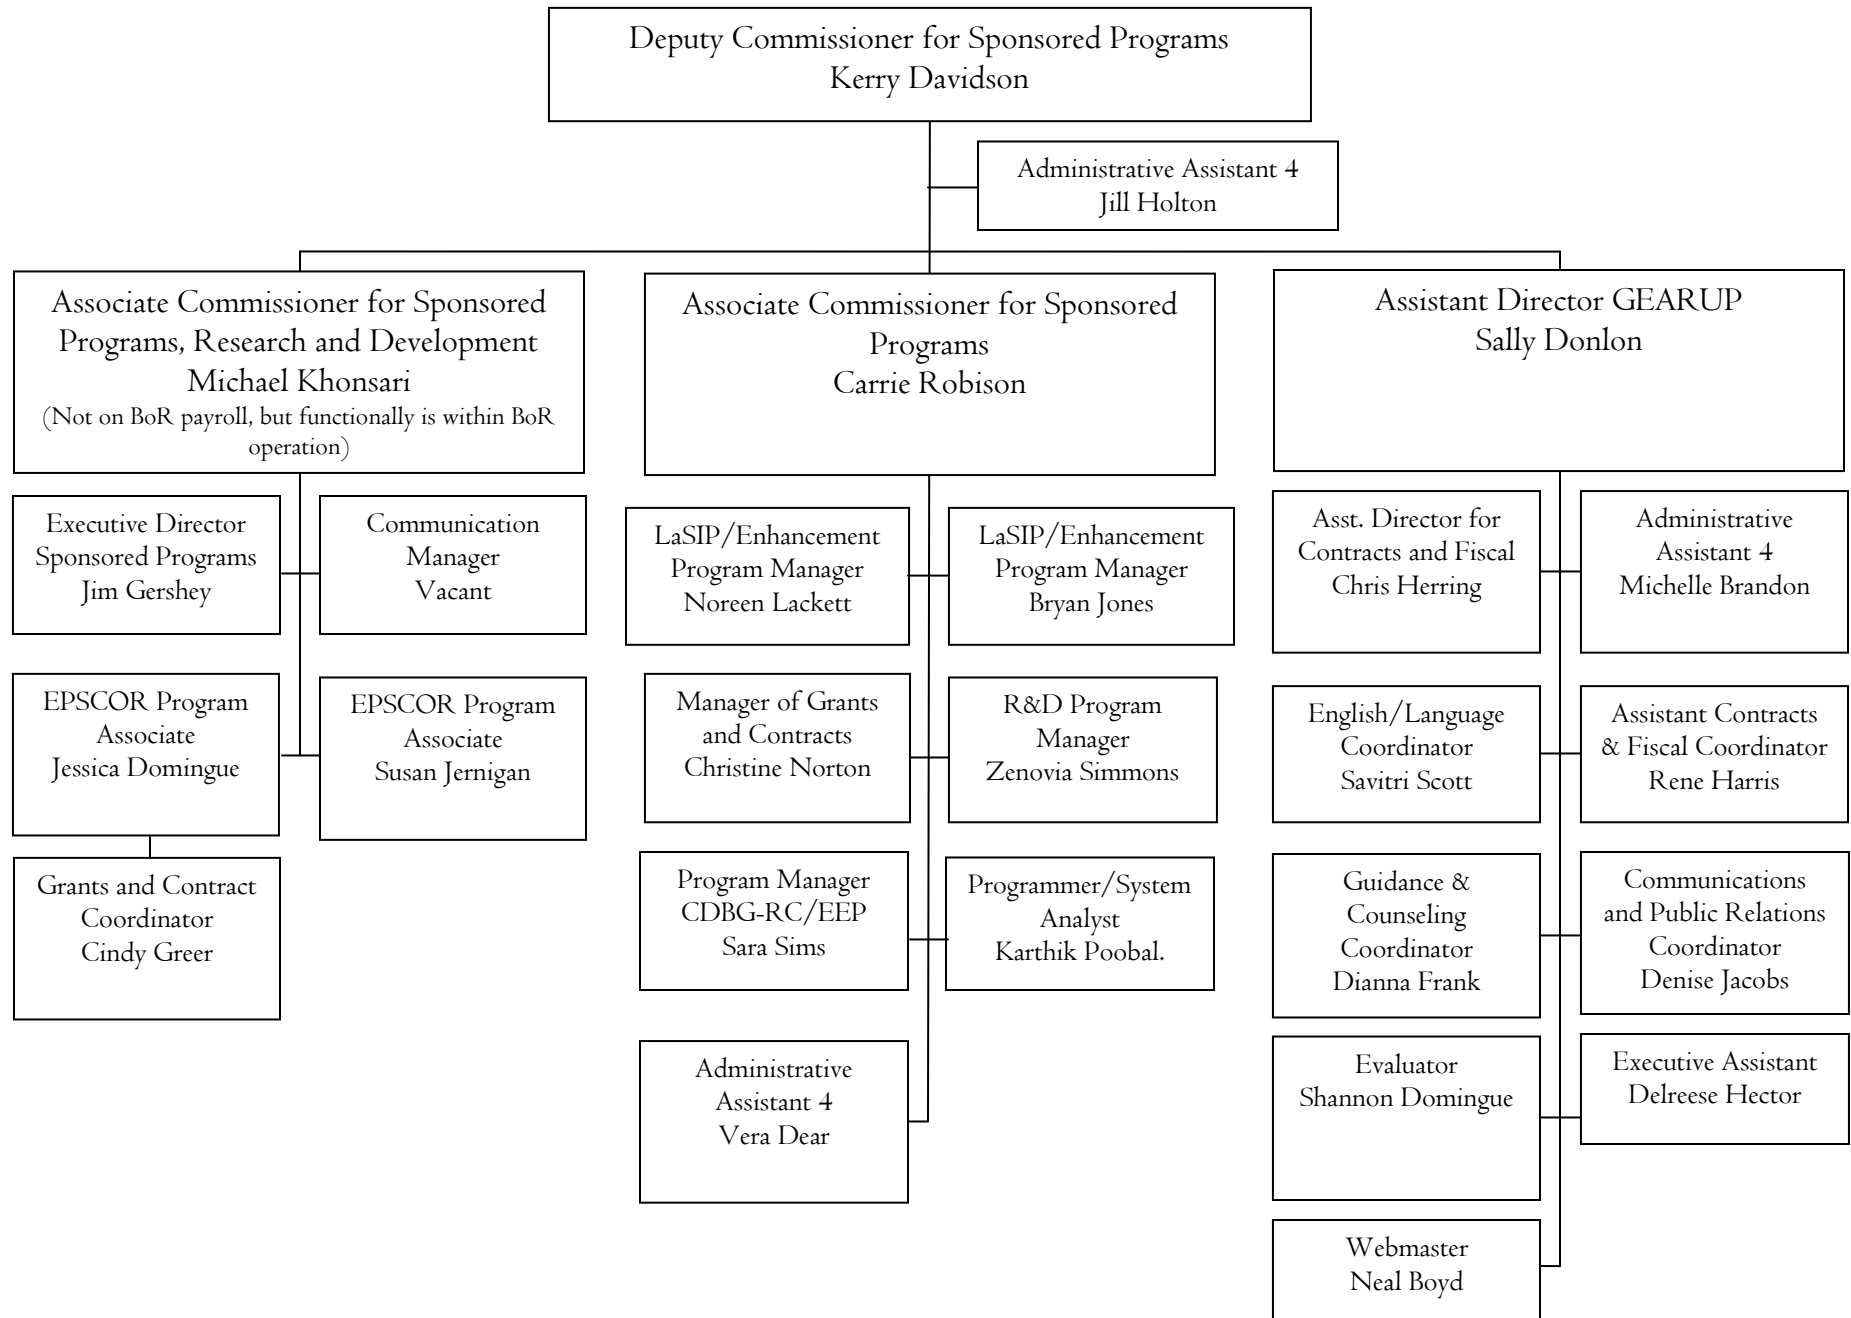 Deputy Commissioner for Sponsored Programs
Kerry Davidson
Administrative Assistant 4
Jill Holton
Associate Commissioner for Sponsored
Programs, Research and Development
Michael Khonsari
(Not on BoR payroll, but functionally is within BoR
operation)
Associate Commissioner for Sponsored
Programs
Carrie Robison
Assistant Director GEARUP
Sally Donlon
Executive Director
Sponsored Programs
Jim Gershey
Communication
Manager
Vacant
EPSCOR Program
Associate
Jessica Domingue
EPSCOR Program
Associate
Susan Jernigan
Grants and Contract
Coordinator
Cindy Greer
LaSIP/Enhancement
Program Manager
Noreen Lackett
LaSIP/Enhancement
Program Manager
Bryan Jones
Manager of Grants
and Contracts
Christine Norton
R&D Program
Manager
Zenovia Simmons
Program Manager
CDBG-RC/EEP
Sara Sims
Programmer/System
Analyst
Karthik Poobal.
Administrative
Assistant 4
Vera Dear
Asst. Director for
Contracts and Fiscal
Chris Herring
Administrative
Assistant 4
Michelle Brandon
English/Language
Coordinator
Savitri Scott
Assistant Contracts
& Fiscal Coordinator
Rene Harris
Guidance &
Counseling
Coordinator
Dianna Frank
Communications
and Public Relations
Coordinator
Denise Jacobs
Evaluator
Shannon Domingue
Executive Assistant
Delreese Hector
Webmaster
Neal Boyd